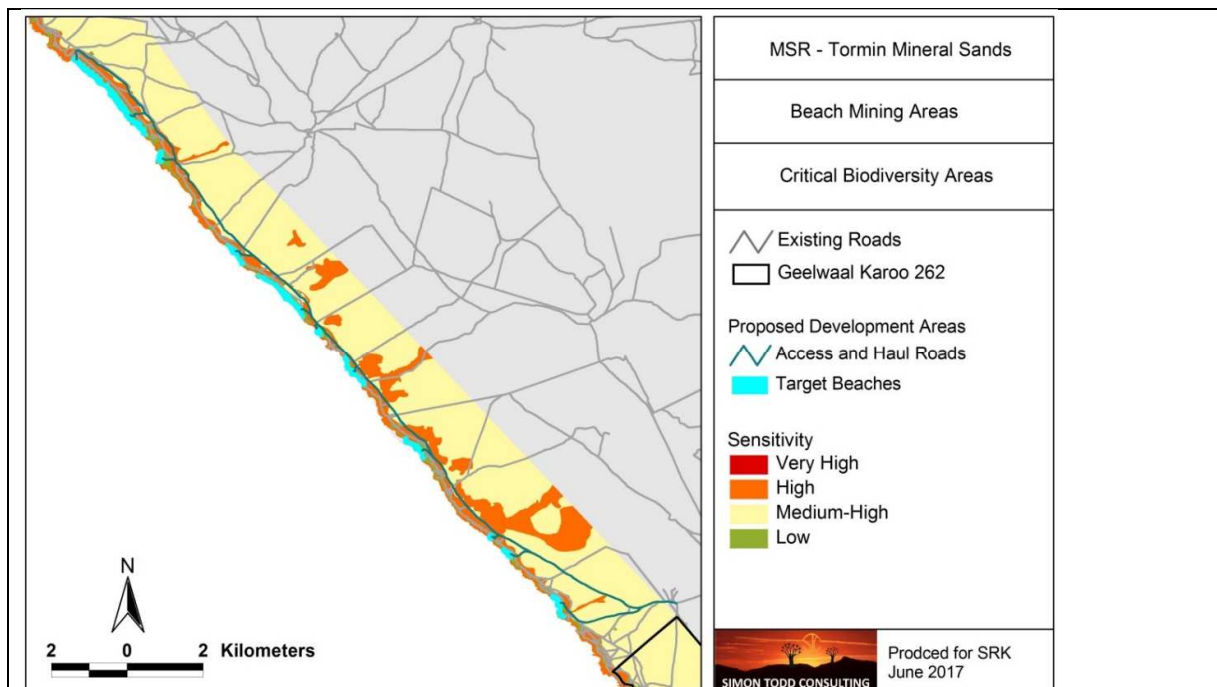 MSR - Tormin Mineral Sands
Beach Mining Areas
Critical Biodiversity Areas
Existing Roads
Geelwaal Karoo 262
Proposed Development Areas
Access and Haul Roads
Target Beaches
Sensitivity
Very High
High
Medium-High
Low
N
2 0 2 Kilometers
SIMON TODD CONSULTING
Prodced for SRK
June 2017